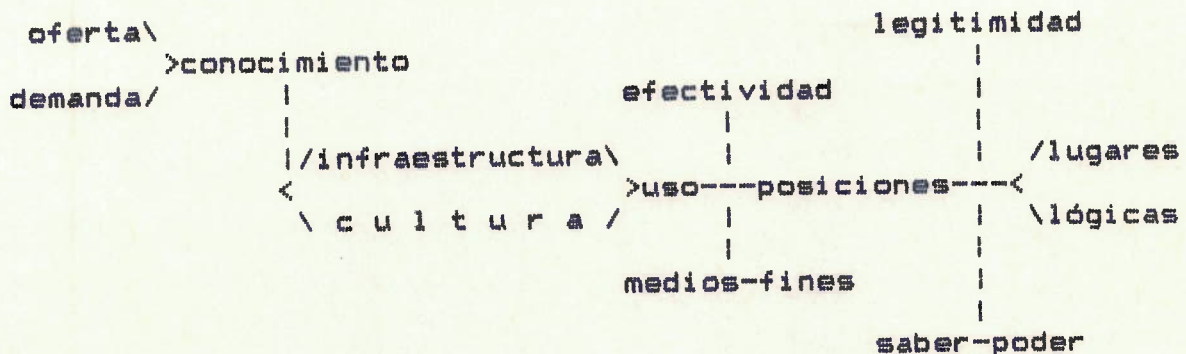 oferta\ legitimidad
>conocimiento |
demanda/ | efectividad |
| | |
|/infraestructura\ | | /lugares
< >uso---posiciones---<
\ c u l t u r a / | | \lógicas
| |
medios-fines |
|
saber-poder